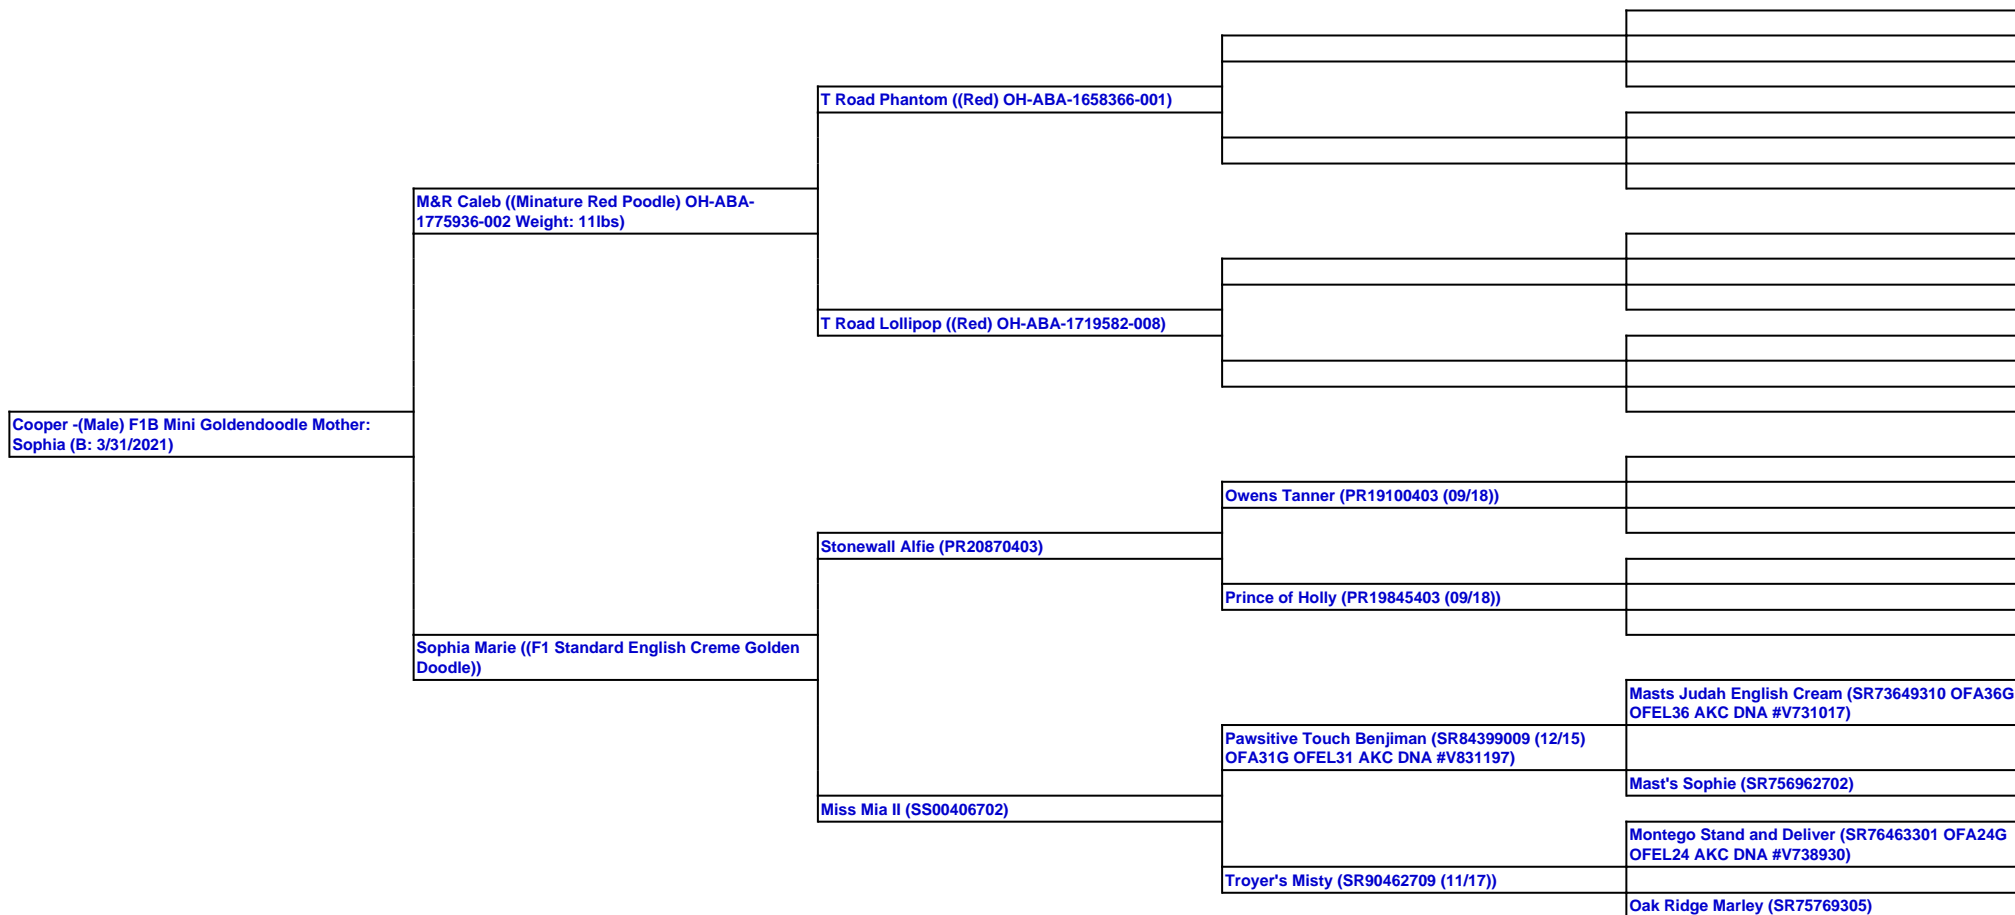 T Road Phantom ((Red) OH-ABA-1658366-001)
M&R Caleb ((Minature Red Poodle) OH-ABA-
1775936-002 Weight: 11lbs)
T Road Lollipop ((Red) OH-ABA-1719582-008)
Cooper -(Male) F1B Mini Goldendoodle Mother:
Sophia (B: 3/31/2021)
Owens Tanner (PR19100403 (09/18))
Stonewall Alfie (PR20870403)
Prince of Holly (PR19845403 (09/18))
Sophia Marie ((F1 Standard English Creme Golden
Doodle))
Masts Judah English Cream (SR73649310 OFA36G
OFEL36 AKC DNA #V731017)
Pawsitive Touch Benjiman (SR84399009 (12/15)
OFA31G OFEL31 AKC DNA #V831197)
Mast's Sophie (SR756962702)
Miss Mia II (SS00406702)
Montego Stand and Deliver (SR76463301 OFA24G
OFEL24 AKC DNA #V738930)
Troyer's Misty (SR90462709 (11/17))
Oak Ridge Marley (SR75769305)